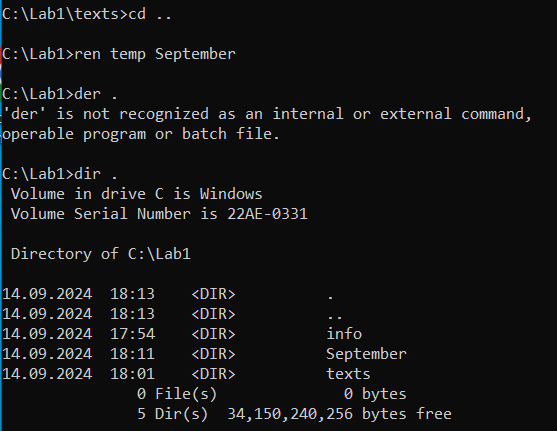 C:\Lab1\texts>cd ..
C:\Lab1>ren temp September
C:\Lab1>der .
'der' is not recognized as an internal or external command,
operable program or batch file.
C:\Lab1>dir .
 Volume in drive C is Windows
 Volume Serial Number is 22AE-0331
 Directory of C:\Lab1
14.09.2024  18:13    <DIR>          .
14.09.2024  18:13    <DIR>          ..
14.09.2024  17:54    <DIR>          info
14.09.2024  18:11    <DIR>          September
14.09.2024  18:01    <DIR>          texts
               0 File(s)              0 bytes
               5 Dir(s)  34,150,240,256 bytes free